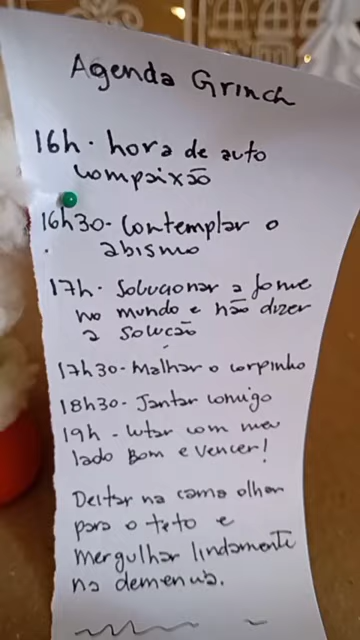 Agenda Grinch
16h. hora de auto
compaixão
16h30- Contemplar o
abismo
17h. Solucionar a fome
no mundo e não dizer
a solução
17h30- Malhar o corpinho
18h30- Jantar comigo
19h - lutar com meu
lado Bom e vencer!
Deitar na cama olhar
para o teto e
mergulhar lindamente
na demência.